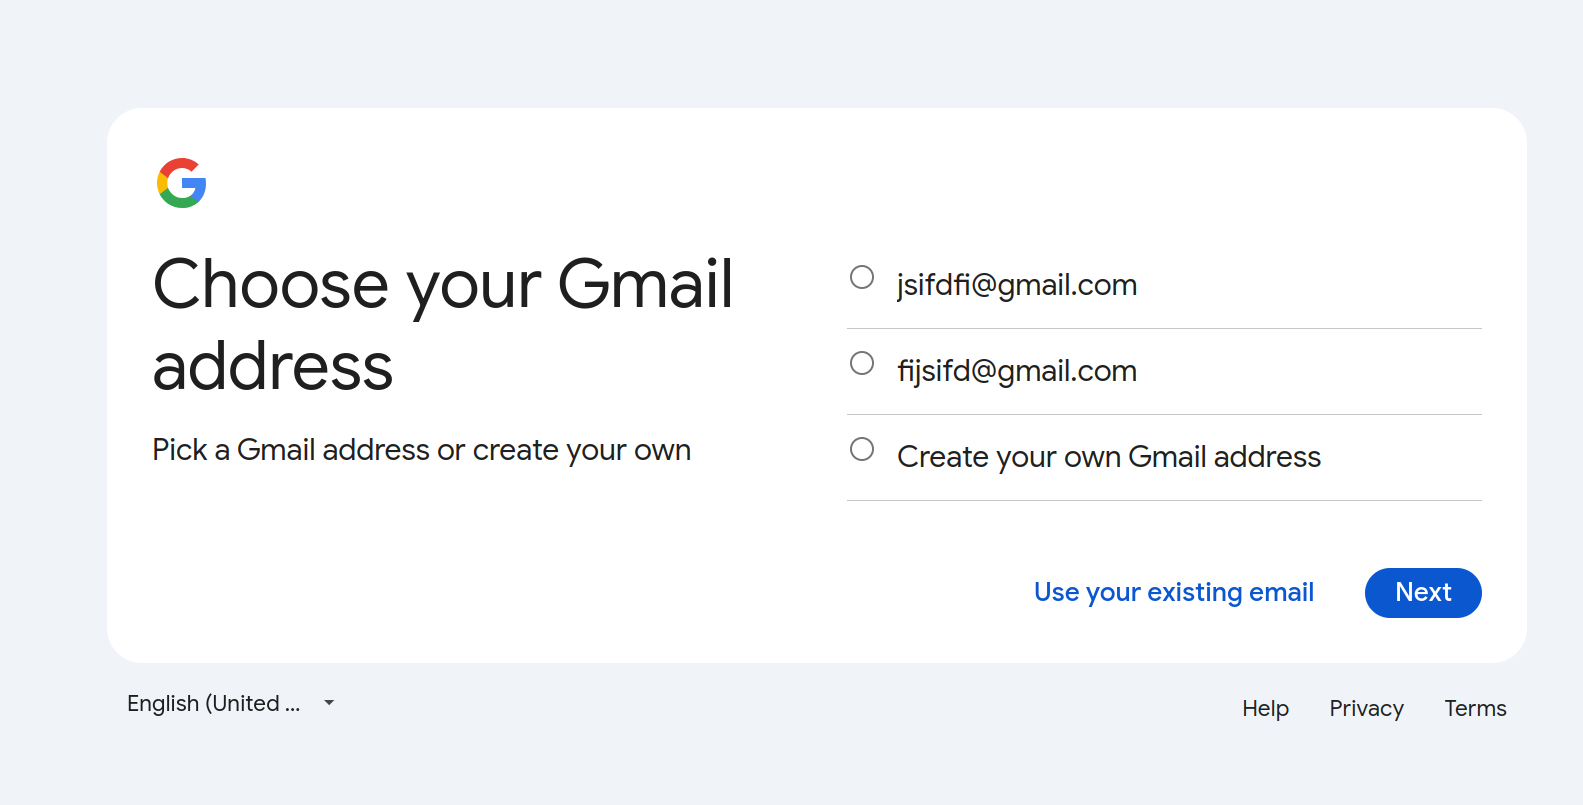 Choose your Gmail
address
Pick a Gmail address or create your own
jsifdfi@gmail.com
fijsifd@gmail.com
Create your own Gmail address
Use your existing email
Next
English (United ...
Help
Privacy
Terms